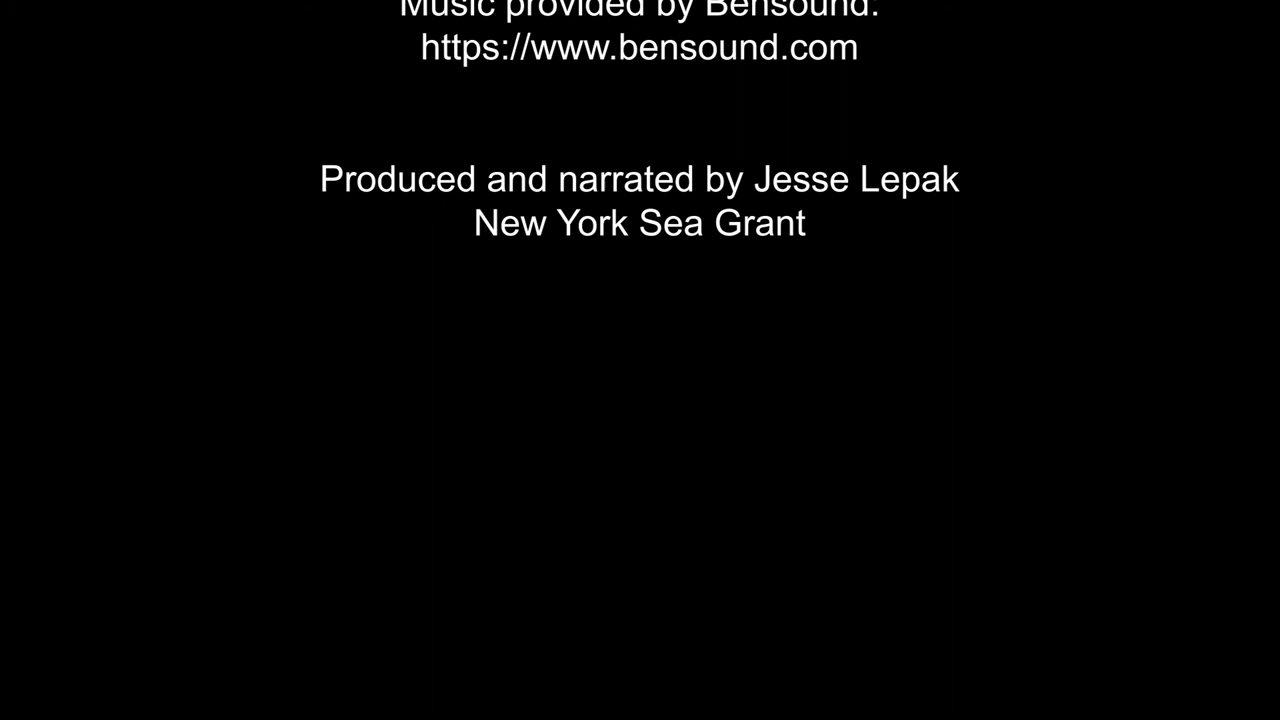 Music provided by Bensound:
https://www.bensound.com
Produced and narrated by Jesse Lepak
New York Sea Grant